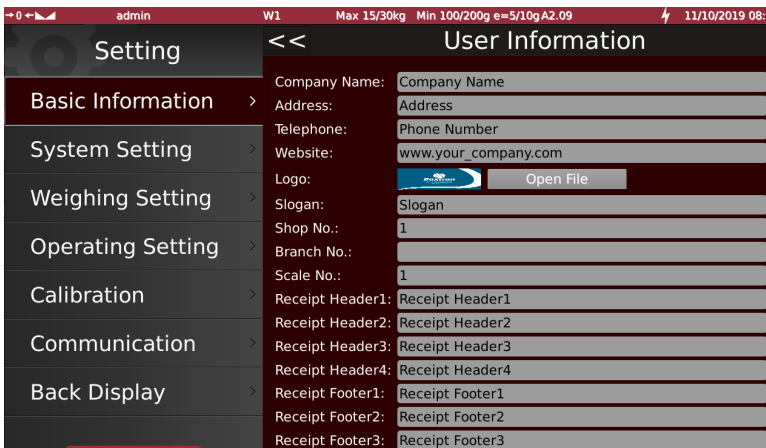 →0← admin W1 Max 15/30kg Min 100/200g e=5/10g A2.09 11/10/2019 08:
Setting
<< User Information
Basic Information >
System Setting >
Weighing Setting >
Operating Setting >
Calibration >
Communication >
Back Display >
Company Name: Company Name
Address: Address
Telephone: Phone Number
Website: www.your_company.com
Logo: Open File
Slogan: Slogan
Shop No.: 1
Branch No.:
Scale No.: 1
Receipt Header1: Receipt Header1
Receipt Header2: Receipt Header2
Receipt Header3: Receipt Header3
Receipt Header4: Receipt Header4
Receipt Footer1: Receipt Footer1
Receipt Footer2: Receipt Footer2
Receipt Footer3: Receipt Footer3